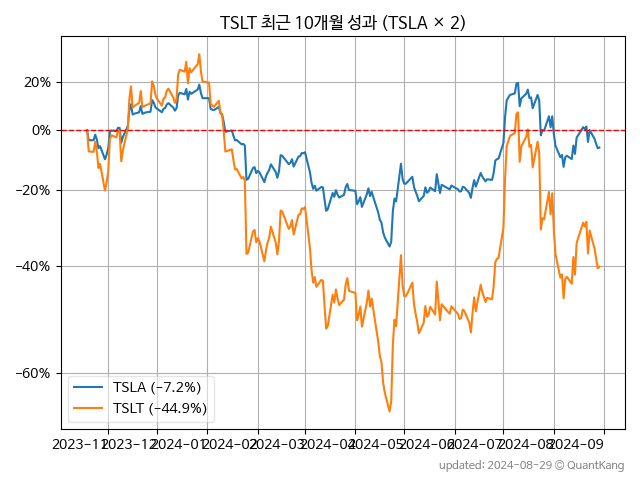 TSLT 최근 10개월 성과 (TSLA × 2)
20%
0%
−20%
−40%
−60%
TSLA (−7.2%)
TSLT (−44.9%)
2023-11 2023-12 2024-01 2024-02 2024-03 2024-04 2024-05 2024-06 2024-07 2024-08 2024-09
updated: 2024-08-29 © QuantKang